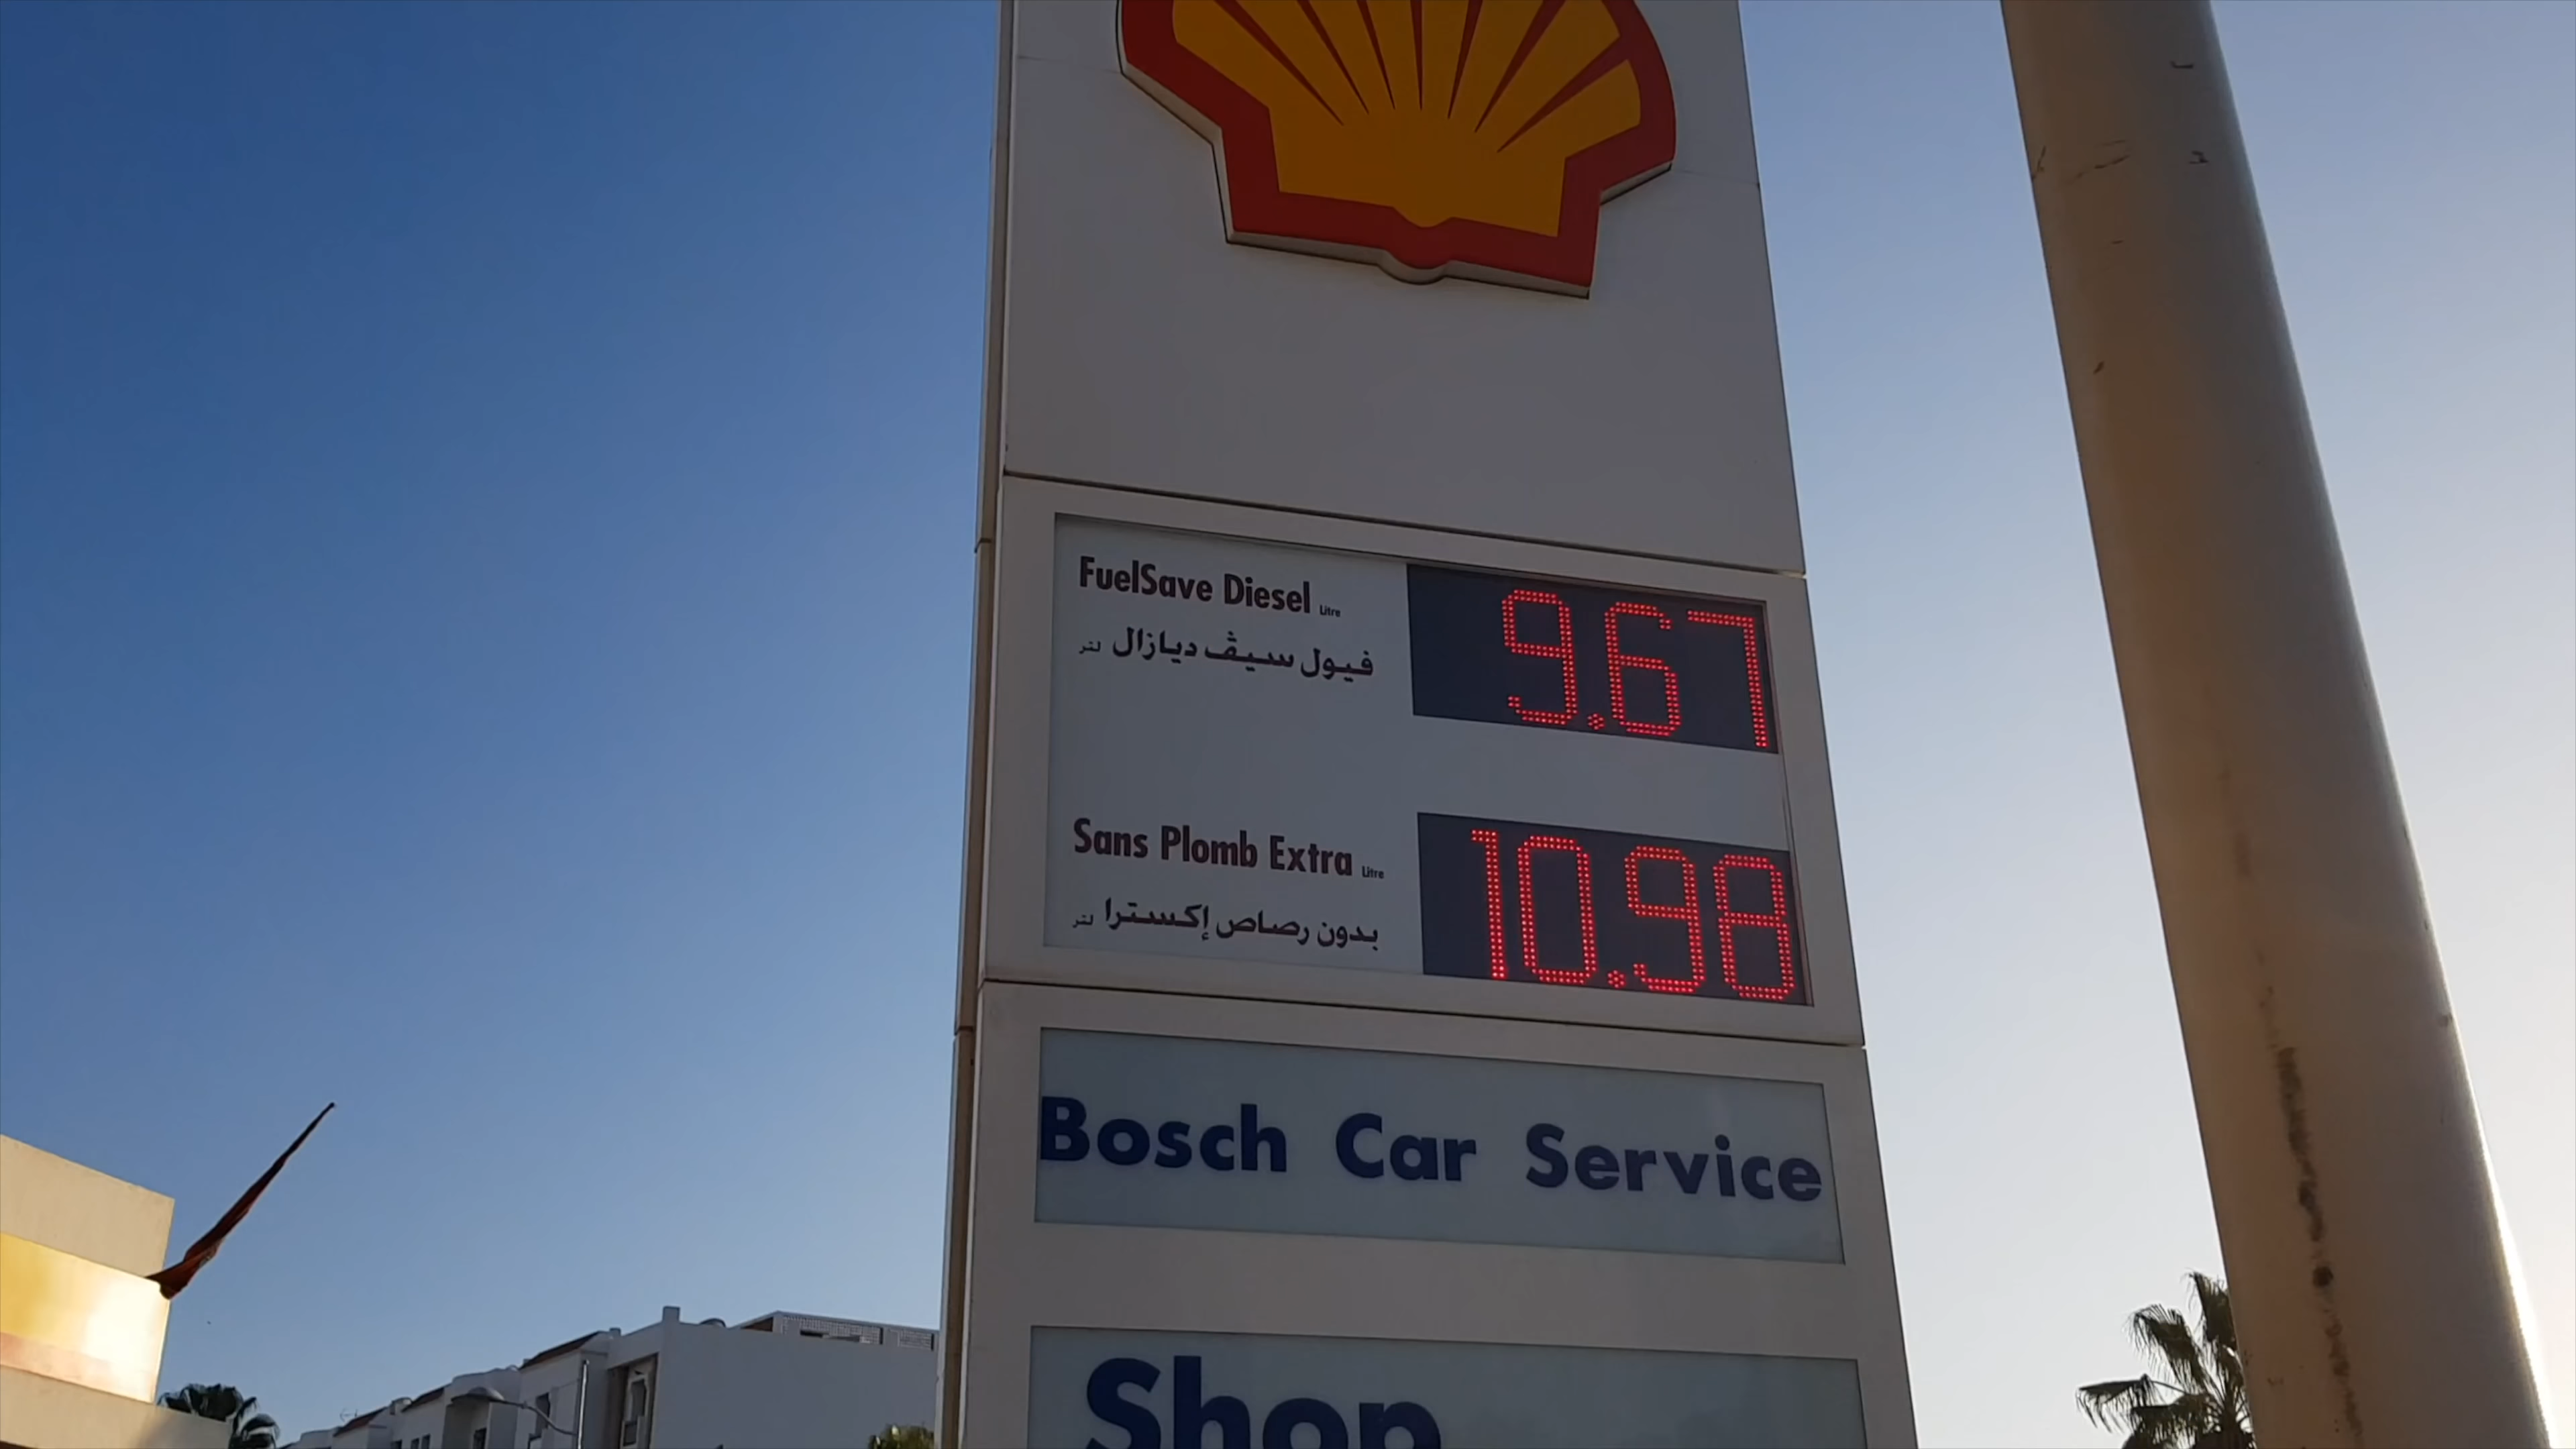 FuelSave Diesel Litre
فيول سيڤ ديازال لتر
9.67
Sans Plomb Extra Litre
بدون رصاص إكسترا لتر
10.98
Bosch Car Service
Shop